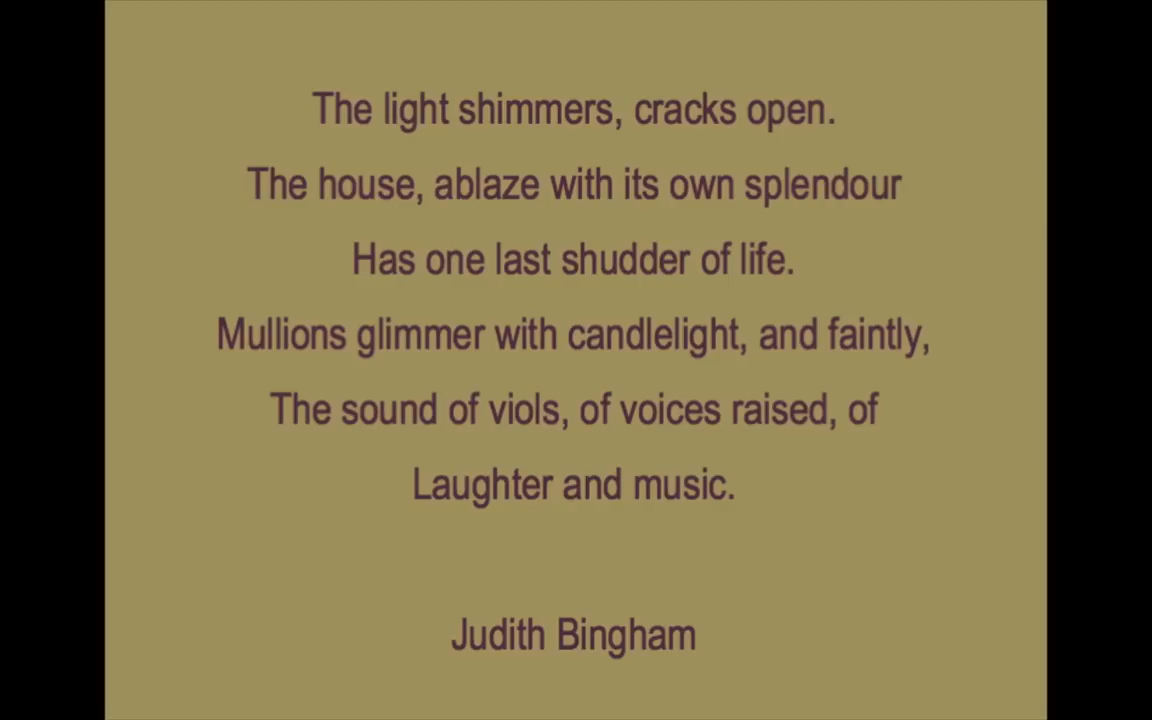 The light shimmers, cracks open.
The house, ablaze with its own splendour
Has one last shudder of life.
Mullions glimmer with candlelight, and faintly,
The sound of viols, of voices raised, of
Laughter and music.
Judith Bingham